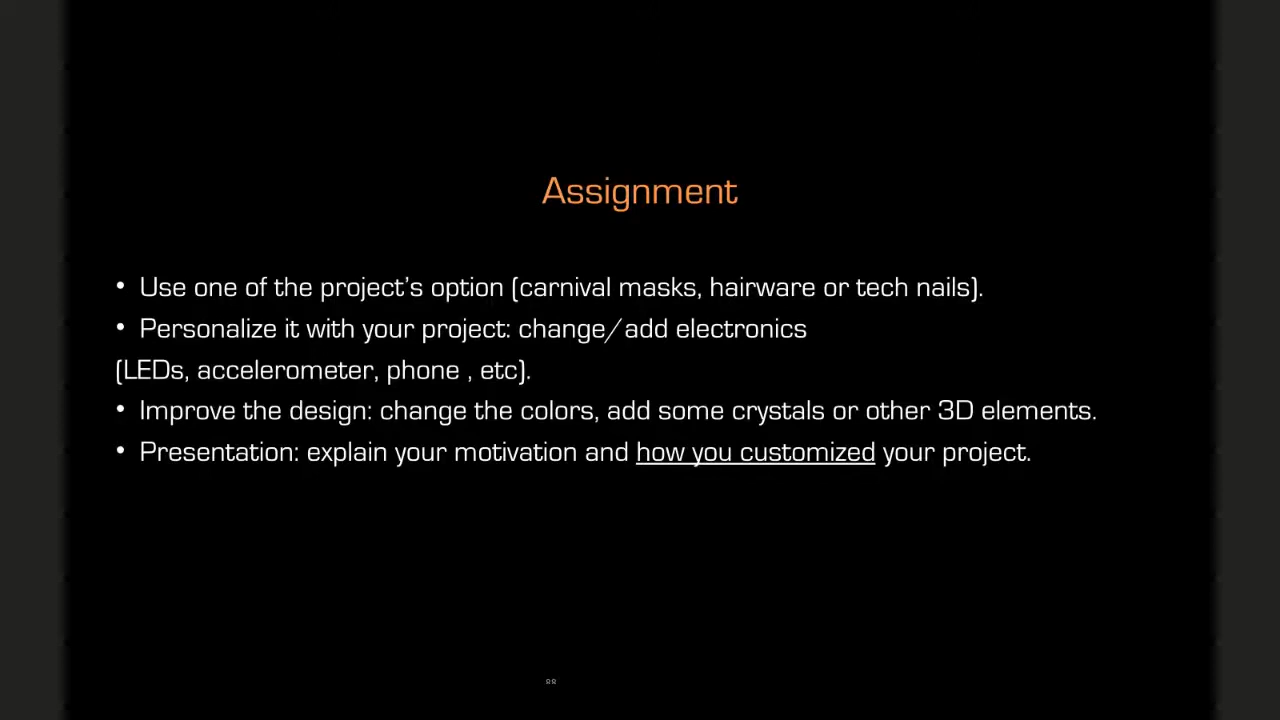 Assignment
• Use one of the project's option (carnival masks, hairware or tech nails).
• Personalize it with your project: change/add electronics
(LEDs, accelerometer, phone , etc).
• Improve the design: change the colors, add some crystals or other 3D elements.
• Presentation: explain your motivation and how you customized your project.
88